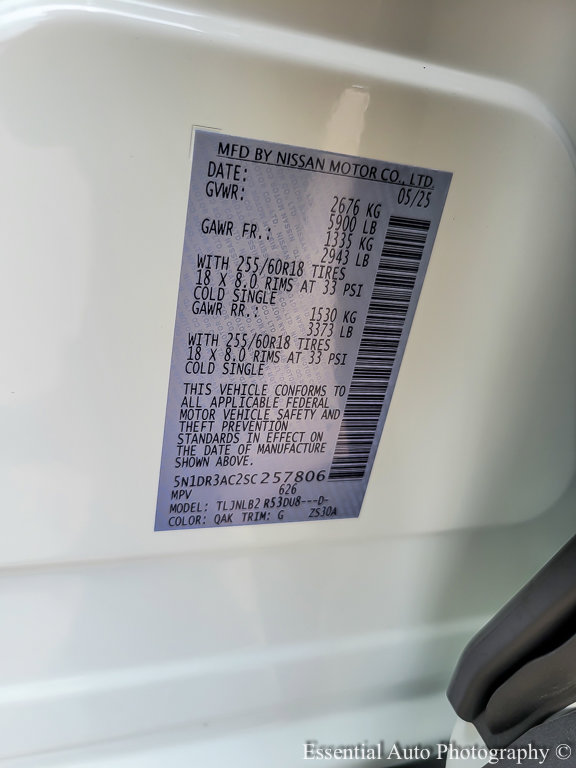 MFD BY NISSAN MOTOR CO., LTD.
DATE: 05/25
GVWR: 2676 KG
5900 LB
GAWR FR.: 1335 KG
2943 LB
WITH 255/60R18 TIRES
18 X 8.0 RIMS AT 33 PSI
COLD SINGLE
GAWR RR.: 1530 KG
3373 LB
WITH 255/60R18 TIRES
18 X 8.0 RIMS AT 33 PSI
COLD SINGLE
THIS VEHICLE CONFORMS TO
ALL APPLICABLE FEDERAL
MOTOR VEHICLE SAFETY AND
THEFT PREVENTION
STANDARDS IN EFFECT ON
THE DATE OF MANUFACTURE
SHOWN ABOVE.
5N1DR3AC2SC257806
MPV 626
MODEL: TLJNLB2 R53DU8---D-
COLOR: QAK TRIM: G ZS30A
Essential Auto Photography ©